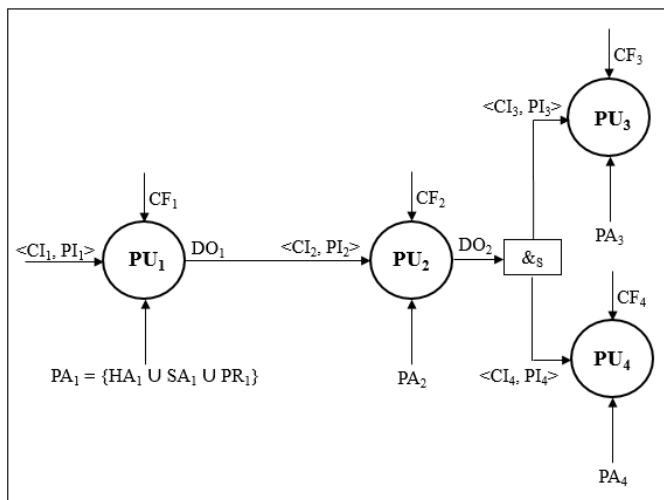 CF₃
<CI₃, PI₃>
PU₃
CF₁
CF₂
PA₃
<CI₁, PI₁>
PU₁
DO₁
<CI₂, PI₂>
PU₂
DO₂
&S
CF₄
PU₄
PA₁ = {HA₁ U SA₁ U PR₁}
PA₂
<CI₄, PI₄>
PA₄